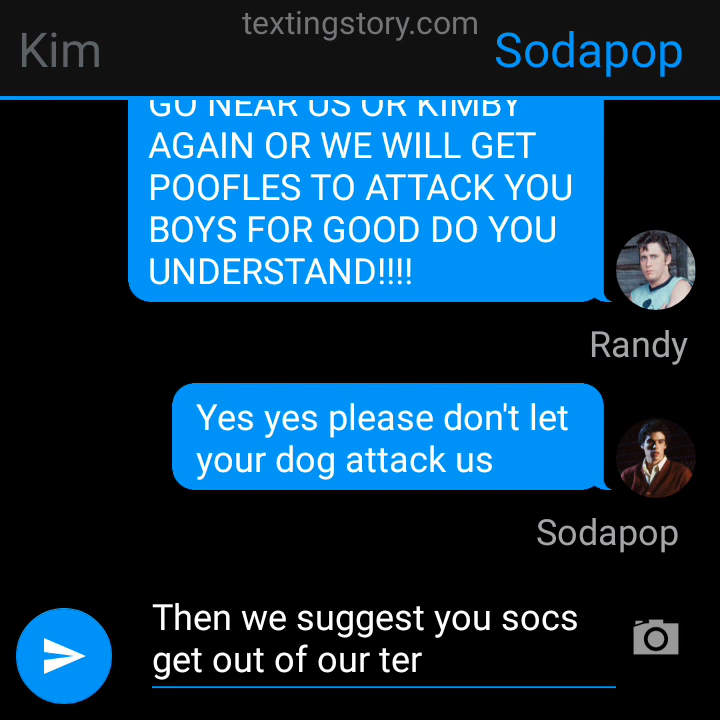 textingstory.com
Kim
Sodapop
GO NEAR US OR KIMBY
AGAIN OR WE WILL GET
POOFLES TO ATTACK YOU
BOYS FOR GOOD DO YOU
UNDERSTAND!!!!
Randy
Yes yes please don't let
your dog attack us
Sodapop
Then we suggest you socs
get out of our ter